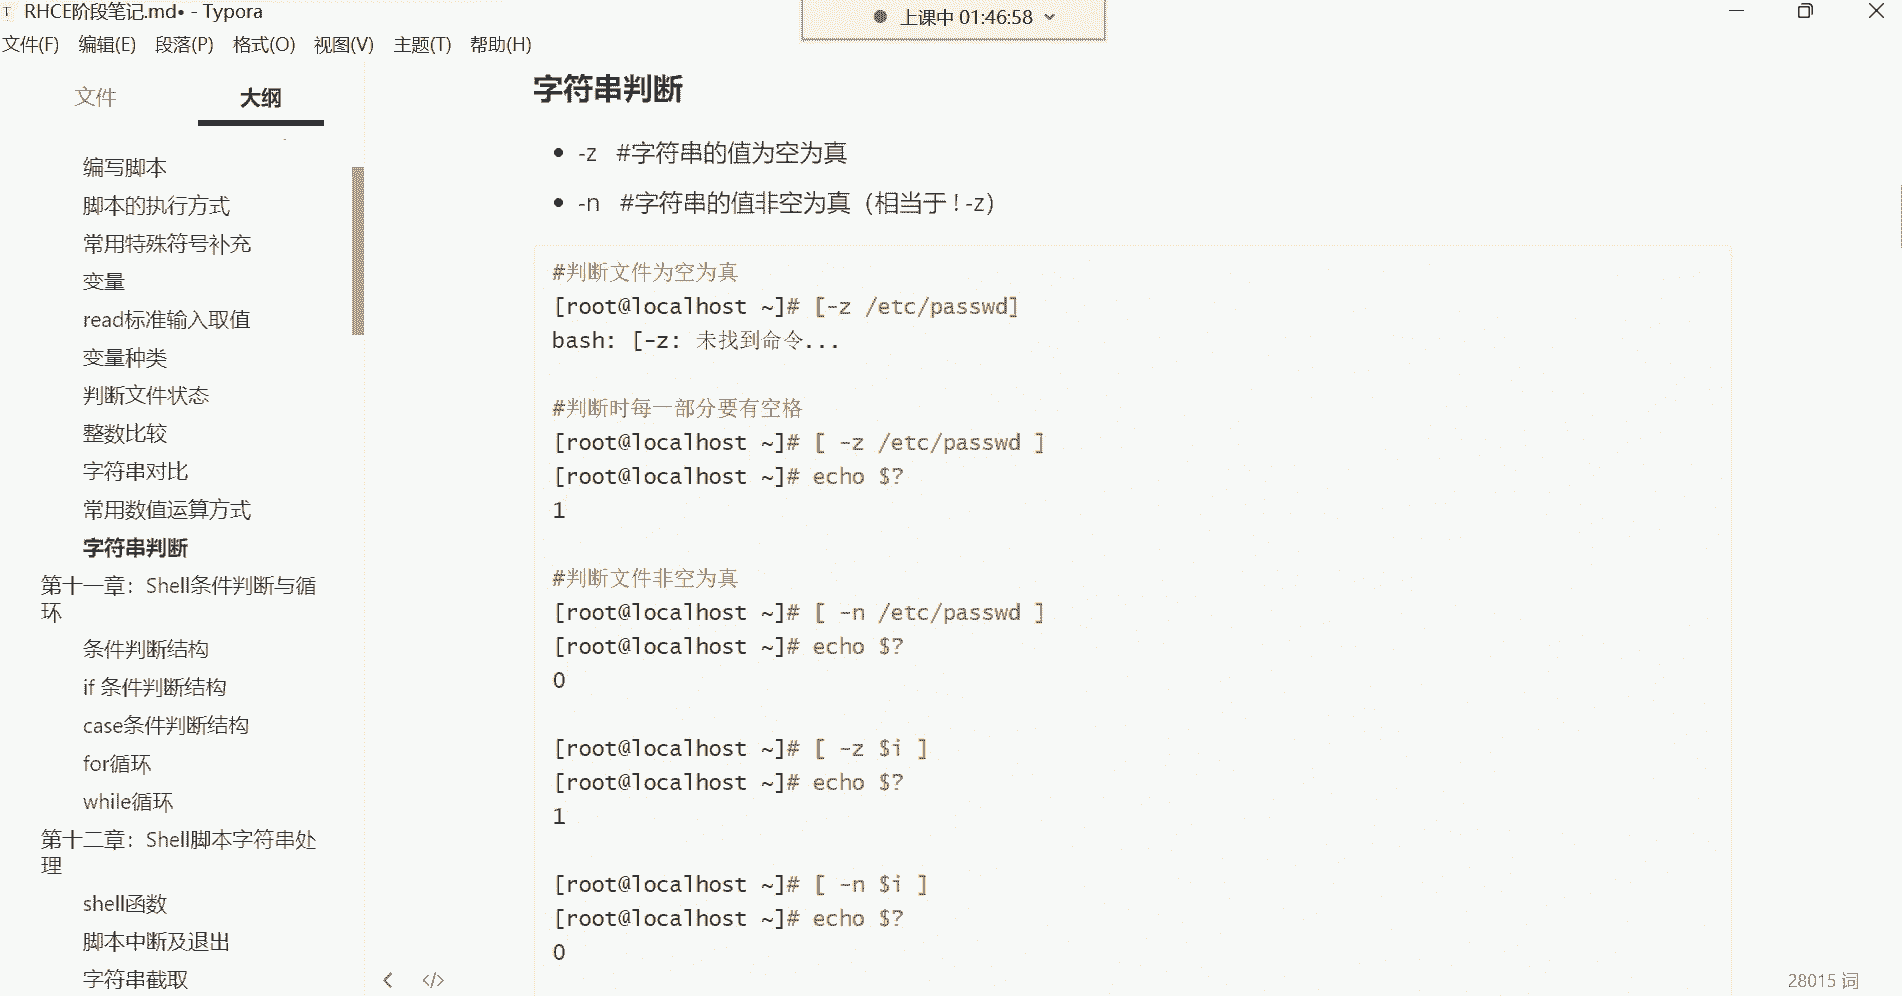 RHCE阶段笔记.md• - Typora
上课中 01:46:58
文件(F) 编辑(E) 段落(P) 格式(O) 视图(V) 主题(T) 帮助(H)
文件 大纲
编写脚本
脚本的执行方式
常用特殊符号补充
变量
read标准输入取值
变量种类
判断文件状态
整数比较
字符串对比
常用数值运算方式
字符串判断
第十一章：Shell条件判断与循
环
条件判断结构
if 条件判断结构
case条件判断结构
for循环
while循环
第十二章：Shell脚本字符串处
理
shell函数
脚本中断及退出
字符串截取
字符串判断
-z #字符串的值为空为真
-n #字符串的值非空为真（相当于 ! -z）
#判断文件为空为真
[root@localhost ~]# [-z /etc/passwd]
bash: [-z: 未找到命令...
#判断时每一部分要有空格
[root@localhost ~]# [ -z /etc/passwd ]
[root@localhost ~]# echo $?
1
#判断文件非空为真
[root@localhost ~]# [ -n /etc/passwd ]
[root@localhost ~]# echo $?
0
[root@localhost ~]# [ -z $i ]
[root@localhost ~]# echo $?
1
[root@localhost ~]# [ -n $i ]
[root@localhost ~]# echo $?
0
28015 词